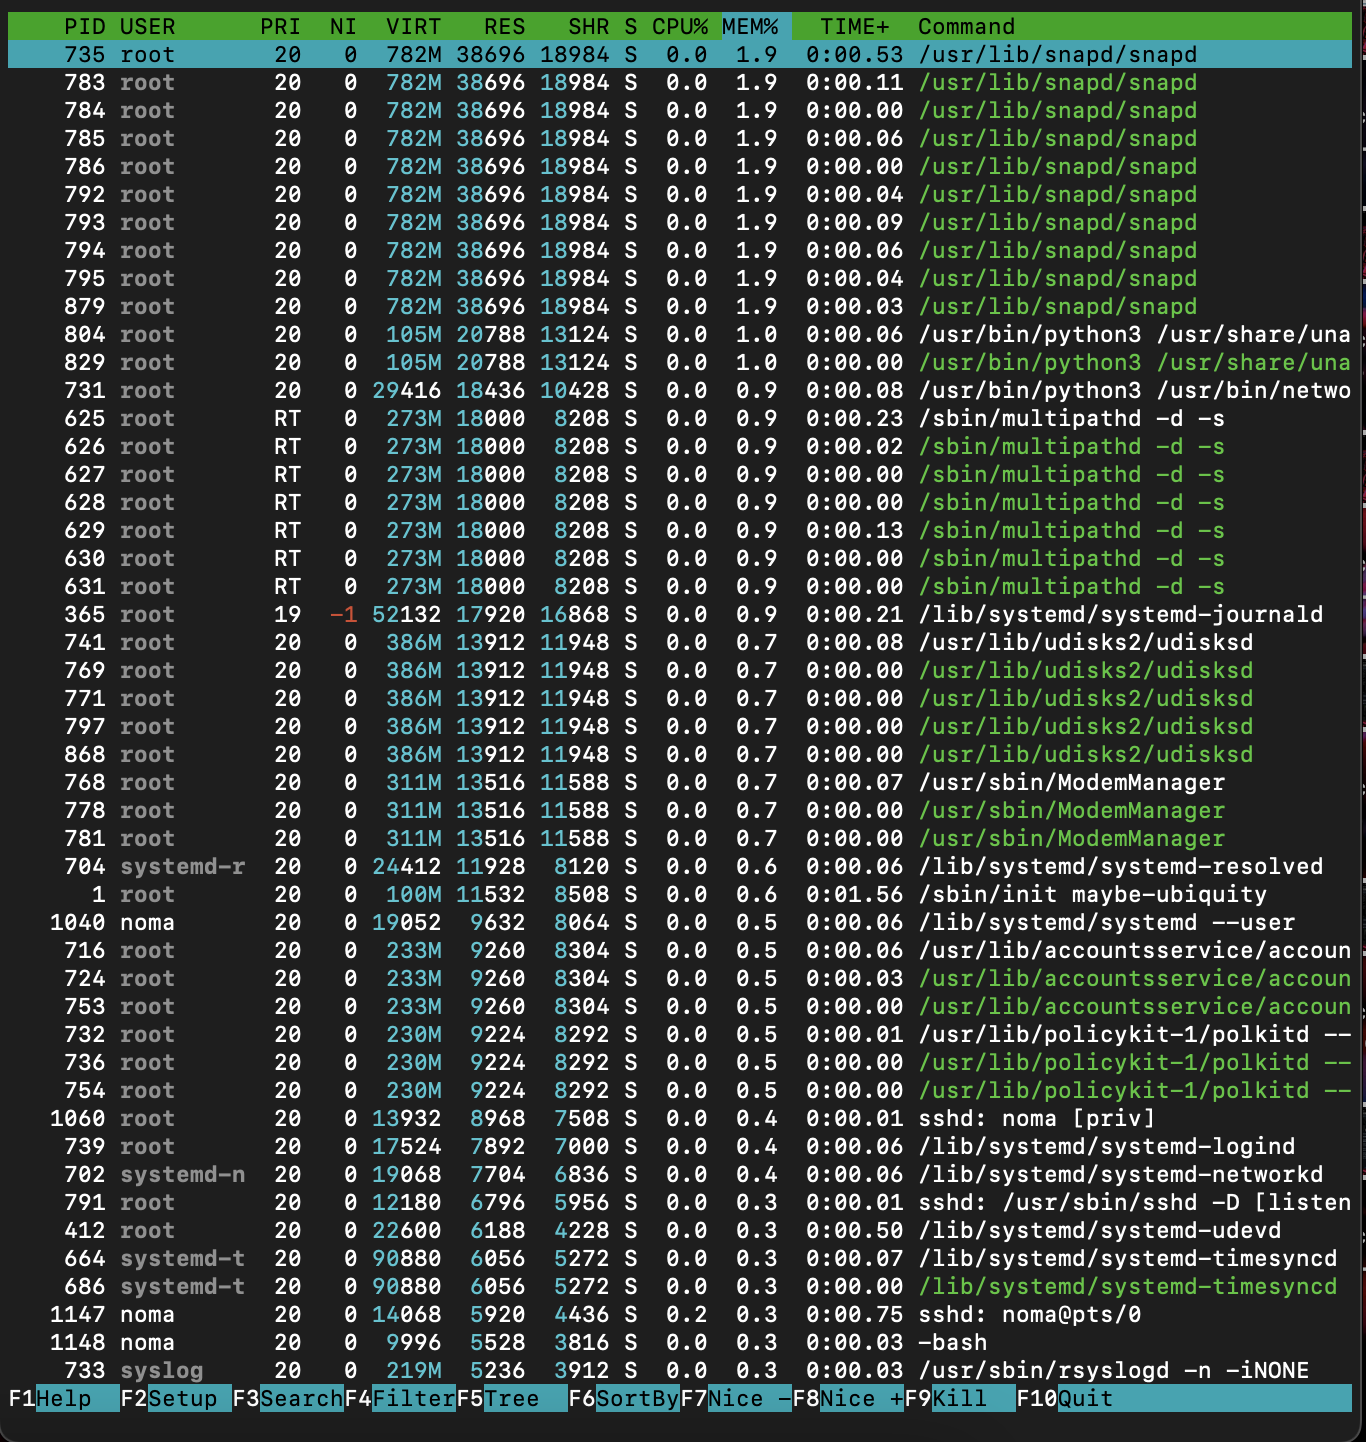 PID USER PRI NI VIRT RES SHR S CPU% MEM% TIME+ Command
735 root 20 0 782M 38696 18984 S 0.0 1.9 0:00.53 /usr/lib/snapd/snapd
783 root 20 0 782M 38696 18984 S 0.0 1.9 0:00.11 /usr/lib/snapd/snapd
784 root 20 0 782M 38696 18984 S 0.0 1.9 0:00.00 /usr/lib/snapd/snapd
785 root 20 0 782M 38696 18984 S 0.0 1.9 0:00.06 /usr/lib/snapd/snapd
786 root 20 0 782M 38696 18984 S 0.0 1.9 0:00.00 /usr/lib/snapd/snapd
792 root 20 0 782M 38696 18984 S 0.0 1.9 0:00.04 /usr/lib/snapd/snapd
793 root 20 0 782M 38696 18984 S 0.0 1.9 0:00.09 /usr/lib/snapd/snapd
794 root 20 0 782M 38696 18984 S 0.0 1.9 0:00.06 /usr/lib/snapd/snapd
795 root 20 0 782M 38696 18984 S 0.0 1.9 0:00.04 /usr/lib/snapd/snapd
879 root 20 0 782M 38696 18984 S 0.0 1.9 0:00.03 /usr/lib/snapd/snapd
804 root 20 0 105M 20788 13124 S 0.0 1.0 0:00.06 /usr/bin/python3 /usr/share/una
829 root 20 0 105M 20788 13124 S 0.0 1.0 0:00.00 /usr/bin/python3 /usr/share/una
731 root 20 0 29416 18436 10428 S 0.0 0.9 0:00.08 /usr/bin/python3 /usr/bin/netwo
625 root RT 0 273M 18000 8208 S 0.0 0.9 0:00.23 /sbin/multipathd -d -s
626 root RT 0 273M 18000 8208 S 0.0 0.9 0:00.02 /sbin/multipathd -d -s
627 root RT 0 273M 18000 8208 S 0.0 0.9 0:00.00 /sbin/multipathd -d -s
628 root RT 0 273M 18000 8208 S 0.0 0.9 0:00.00 /sbin/multipathd -d -s
629 root RT 0 273M 18000 8208 S 0.0 0.9 0:00.13 /sbin/multipathd -d -s
630 root RT 0 273M 18000 8208 S 0.0 0.9 0:00.00 /sbin/multipathd -d -s
631 root RT 0 273M 18000 8208 S 0.0 0.9 0:00.00 /sbin/multipathd -d -s
365 root 19 -1 52132 17920 16868 S 0.0 0.9 0:00.21 /lib/systemd/systemd-journald
741 root 20 0 386M 13912 11948 S 0.0 0.7 0:00.08 /usr/lib/udisks2/udisksd
769 root 20 0 386M 13912 11948 S 0.0 0.7 0:00.00 /usr/lib/udisks2/udisksd
771 root 20 0 386M 13912 11948 S 0.0 0.7 0:00.00 /usr/lib/udisks2/udisksd
797 root 20 0 386M 13912 11948 S 0.0 0.7 0:00.00 /usr/lib/udisks2/udisksd
868 root 20 0 386M 13912 11948 S 0.0 0.7 0:00.00 /usr/lib/udisks2/udisksd
768 root 20 0 311M 13516 11588 S 0.0 0.7 0:00.07 /usr/sbin/ModemManager
778 root 20 0 311M 13516 11588 S 0.0 0.7 0:00.00 /usr/sbin/ModemManager
781 root 20 0 311M 13516 11588 S 0.0 0.7 0:00.00 /usr/sbin/ModemManager
704 systemd-r 20 0 24412 11928 8120 S 0.0 0.6 0:00.06 /lib/systemd/systemd-resolved
1 root 20 0 100M 11532 8508 S 0.0 0.6 0:01.56 /sbin/init maybe-ubiquity
1040 noma 20 0 19052 9632 8064 S 0.0 0.5 0:00.06 /lib/systemd/systemd --user
716 root 20 0 233M 9260 8304 S 0.0 0.5 0:00.06 /usr/lib/accountsservice/accoun
724 root 20 0 233M 9260 8304 S 0.0 0.5 0:00.03 /usr/lib/accountsservice/accoun
753 root 20 0 233M 9260 8304 S 0.0 0.5 0:00.00 /usr/lib/accountsservice/accoun
732 root 20 0 230M 9224 8292 S 0.0 0.5 0:00.01 /usr/lib/policykit-1/polkitd --
736 root 20 0 230M 9224 8292 S 0.0 0.5 0:00.00 /usr/lib/policykit-1/polkitd --
754 root 20 0 230M 9224 8292 S 0.0 0.5 0:00.00 /usr/lib/policykit-1/polkitd --
1060 root 20 0 13932 8968 7508 S 0.0 0.4 0:00.01 sshd: noma [priv]
739 root 20 0 17524 7892 7000 S 0.0 0.4 0:00.06 /lib/systemd/systemd-logind
702 systemd-n 20 0 19068 7704 6836 S 0.0 0.4 0:00.06 /lib/systemd/systemd-networkd
791 root 20 0 12180 6796 5956 S 0.0 0.3 0:00.01 sshd: /usr/sbin/sshd -D [listen
412 root 20 0 22600 6188 4228 S 0.0 0.3 0:00.50 /lib/systemd/systemd-udevd
664 systemd-t 20 0 90880 6056 5272 S 0.0 0.3 0:00.07 /lib/systemd/systemd-timesyncd
686 systemd-t 20 0 90880 6056 5272 S 0.0 0.3 0:00.00 /lib/systemd/systemd-timesyncd
1147 noma 20 0 14068 5920 4436 S 0.2 0.3 0:00.75 sshd: noma@pts/0
1148 noma 20 0 9996 5528 3816 S 0.0 0.3 0:00.03 -bash
733 syslog 20 0 219M 5236 3912 S 0.0 0.3 0:00.03 /usr/sbin/rsyslogd -n -iNONE
F1Help F2Setup F3SearchF4FilterF5Tree F6SortByF7Nice -F8Nice +F9Kill F10Quit